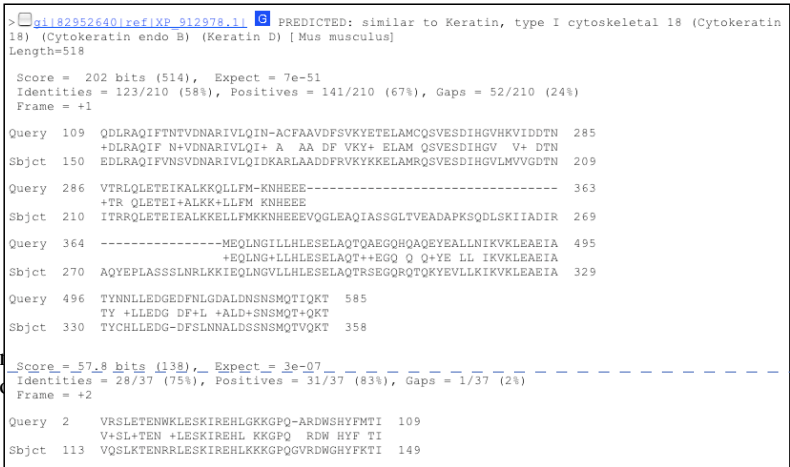 >gi|82952640|ref|XP_912978.1| G PREDICTED: similar to Keratin, type I cytoskeletal 18 (Cytokeratin
18) (Cytokeratin endo B) (Keratin D) [Mus musculus]
Length=518
Score = 202 bits (514), Expect = 7e-51
Identities = 123/210 (58%), Positives = 141/210 (67%), Gaps = 52/210 (24%)
Frame = +1
Query 109 QDLRAQIFTNTVDNARIVLQIN-ACFAAVDFSVKYETELAMCQSVESDIHGVHKVIDDTN 285
+DLRAQIF N+VDNARIVLQI+ A AA DF VKY+ ELAM QSVESDIHGV V+ DTN
Sbjct 150 EDLRAQIFVNSVDNARIVLQIDKARLAADDFRVKYKKELAMRQSVESDIHGVLMVVGDTN 209
Query 286 VTRLQLETEIKALKKQLLFM-KNHEEE--------------------------------- 363
+TR QLETEI+ALKK+LLFM KNHEEE
Sbjct 210 ITRRQLETEIEALKKELLFMKKNHEEEVQGLEAQIASSGLTVEADAPKSQDLSKIIADIR 269
Query 364 ----------------MEQLNGILLHLESELAQTQAEGQHQAQEYEALLNIKVKLEAEIA 495
+EQLNG+LLHLESELAQT++EGQ Q Q+YE LL IKVKLEAEIA
Sbjct 270 AQYEPLASSSLNRLKKIEQLNGVLLHLESELAQTRSEGQRQTQKYEVLLKIKVKLEAEIA 329
Query 496 TYNNLLEDGEDFNLGDALDNSNSMQTIQKT 585
TY +LLEDG DF+L +ALD+SNSMQT+QKT
Sbjct 330 TYCHLLEDG-DFSLNNALDSSNSMQTVQKT 358
Score = 57.8 bits (138), Expect = 3e-07
Identities = 28/37 (75%), Positives = 31/37 (83%), Gaps = 1/37 (2%)
Frame = +2
Query 2 VRSLETENWKLESKIREHLGKKGPQ-ARDWSHYFMTI 109
V+SL+TEN +LESKIREHL KKGPQ RDW HYF TI
Sbjct 113 VQSLKTENRRLESKIREHLKKKGPQGVRDWGHYFKTI 149